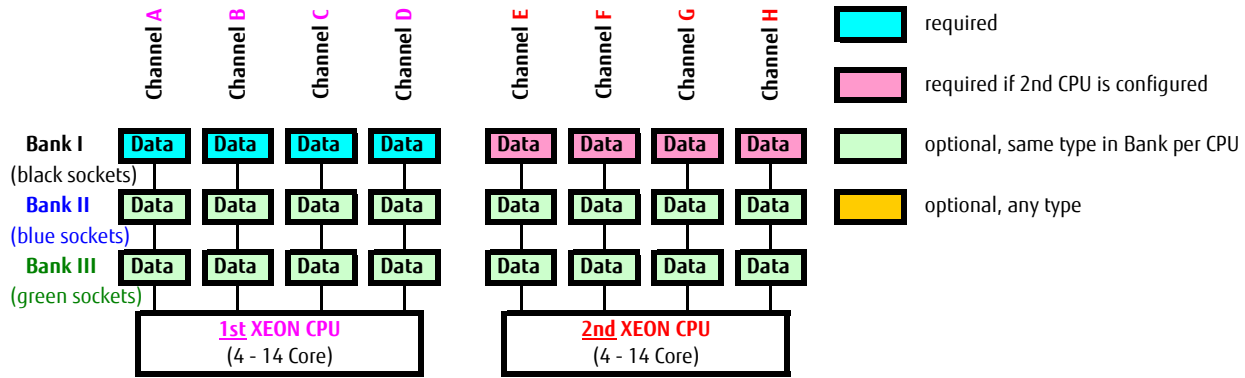 Channel A
Channel B
Channel C
Channel D
Channel E
Channel F
Channel G
Channel H
required
required if 2nd CPU is configured
optional, same type in Bank per CPU
optional, any type
Bank I
(black sockets)
Data Data Data Data Data Data Data Data
Bank II
(blue sockets)
Data Data Data Data Data Data Data Data
Bank III
(green sockets)
Data Data Data Data Data Data Data Data
1st XEON CPU
(4 - 14 Core)
2nd XEON CPU
(4 - 14 Core)